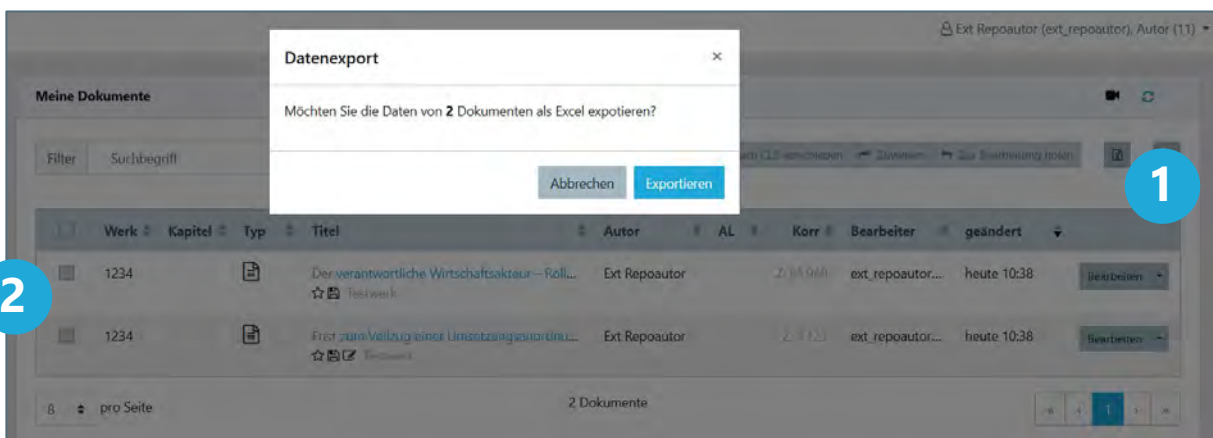 Ext Repoautor (ext_repoautor), Autor (11)
Datenexport ×
Möchten Sie die Daten von 2 Dokumenten als Excel expotieren?
Abbrechen Exportieren
Meine Dokumente
Filter Suchbegriff Zuweisen Zur Bearbeitung holen
1
Werk Kapitel Typ Titel Autor AL Korr Bearbeiter geändert
1234 Der verantwortliche Wirtschaftsakteur – Roll... Ext Repoautor ext_repoautor... heute 10:38 Bearbeiten
Testwerk
2
1234 Frist zum Vollzug einer Umsetzungsanordnu... Ext Repoautor ext_repoautor... heute 10:38 Bearbeiten
Testwerk
8 pro Seite 2 Dokumente « ‹ 1 › »